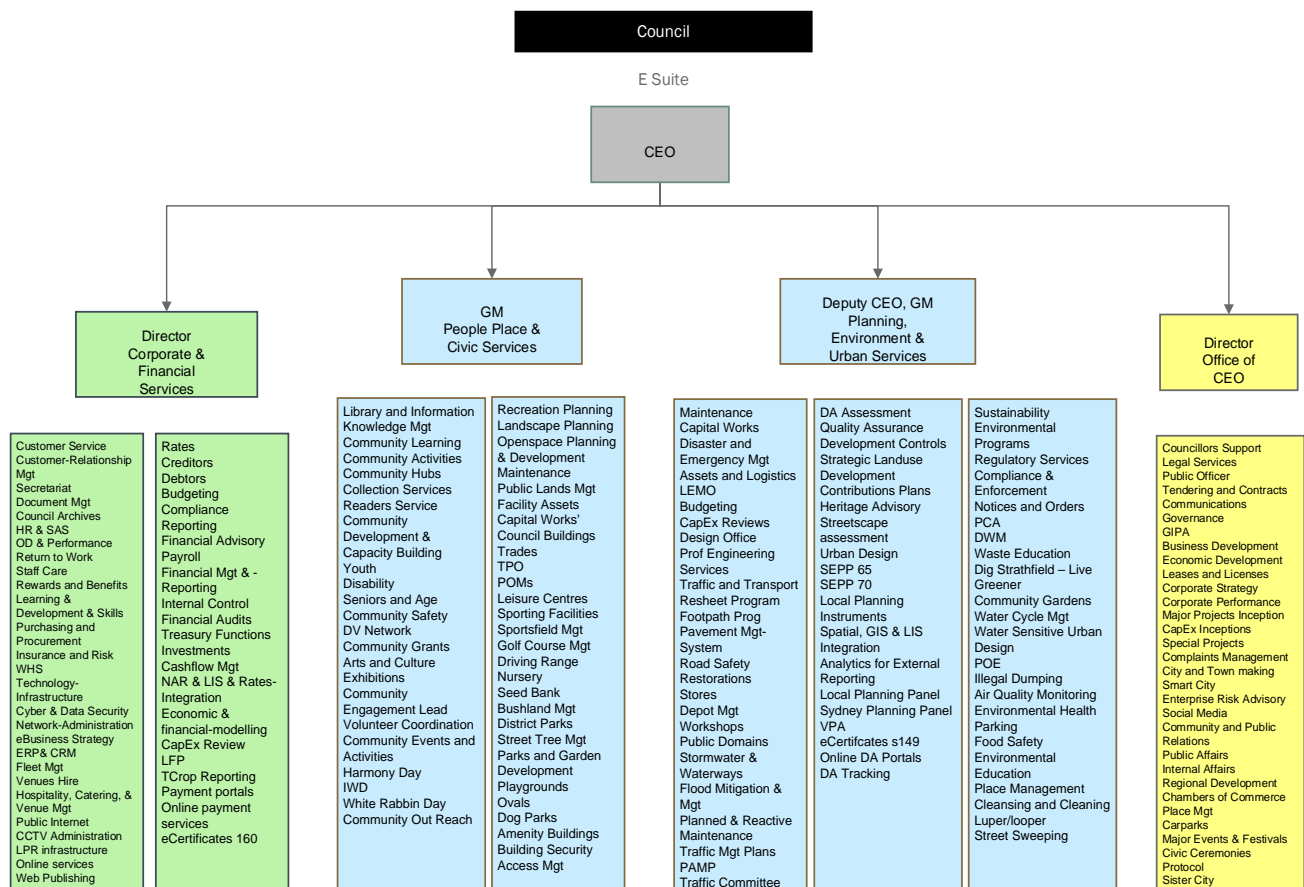 Council
E Suite
CEO
Director
Corporate &
Financial
Services
GM
People Place &
Civic Services
Deputy CEO, GM
Planning,
Environment &
Urban Services
Director
Office of
CEO
Customer Service
Customer-Relationship
Mgt
Secretariat
Document Mgt
Council Archives
HR & SAS
OD & Performance
Return to Work
Staff Care
Rewards and Benefits
Learning &
Development & Skills
Purchasing and
Procurement
Insurance and Risk
WHS
Technology-
Infrastructure
Cyber & Data Security
Network-Administration
eBusiness Strategy
ERP& CRM
Fleet Mgt
Venues Hire
Hospitality, Catering, &
Venue Mgt
Public Internet
CCTV Administration
LPR infrastructure
Online services
Web Publishing
Rates
Creditors
Debtors
Budgeting
Compliance
Reporting
Financial Advisory
Payroll
Financial Mgt & -
Reporting
Internal Control
Financial Audits
Treasury Functions
Investments
Cashflow Mgt
NAR & LIS & Rates-
Integration
Economic &
financial-modelling
CapEx Review
LFP
TCrop Reporting
Payment portals
Online payment
services
eCertificates 160
Library and Information
Knowledge Mgt
Community Learning
Community Activities
Community Hubs
Collection Services
Readers Service
Community
Development &
Capacity Building
Youth
Disability
Seniors and Age
Community Safety
DV Network
Community Grants
Arts and Culture
Exhibitions
Community
Engagement Lead
Volunteer Coordination
Community Events and
Activities
Harmony Day
IWD
White Rabbin Day
Community Out Reach
Recreation Planning
Landscape Planning
Openspace Planning
& Development
Maintenance
Public Lands Mgt
Facility Assets
Capital Works'
Council Buildings
Trades
TPO
POMs
Leisure Centres
Sporting Facilities
Sportsfield Mgt
Golf Course Mgt
Driving Range
Nursery
Seed Bank
Bushland Mgt
District Parks
Street Tree Mgt
Parks and Garden
Development
Playgrounds
Ovals
Dog Parks
Amenity Buildings
Building Security
Access Mgt
Maintenance
Capital Works
Disaster and
Emergency Mgt
Assets and Logistics
LEMO
Budgeting
CapEx Reviews
Design Office
Prof Engineering
Services
Traffic and Transport
Resheet Program
Footpath Prog
Pavement Mgt-
System
Road Safety
Restorations
Stores
Depot Mgt
Workshops
Public Domains
Stormwater &
Waterways
Flood Mitigation &
Mgt
Planned & Reactive
Maintenance
Traffic Mgt Plans
PAMP
Traffic Committee
DA Assessment
Quality Assurance
Development Controls
Strategic Landuse
Development
Contributions Plans
Heritage Advisory
Streetscape
assessment
Urban Design
SEPP 65
SEPP 70
Local Planning
Instruments
Spatial, GIS & LIS
Integration
Analytics for External
Reporting
Local Planning Panel
Sydney Planning Panel
VPA
eCertifcates s149
Online DA Portals
DA Tracking
Sustainability
Environmental
Programs
Regulatory Services
Compliance &
Enforcement
Notices and Orders
PCA
DWM
Waste Education
Dig Strathfield – Live
Greener
Community Gardens
Water Cycle Mgt
Water Sensitive Urban
Design
POE
Illegal Dumping
Air Quality Monitoring
Environmental Health
Parking
Food Safety
Environmental
Education
Place Management
Cleansing and Cleaning
Luper/looper
Street Sweeping
Councillors Support
Legal Services
Public Officer
Tendering and Contracts
Communications
Governance
GIPA
Business Development
Economic Development
Leases and Licenses
Corporate Strategy
Corporate Performance
Major Projects Inception
CapEx Inceptions
Special Projects
Complaints Management
City and Town making
Smart City
Enterprise Risk Advisory
Social Media
Community and Public
Relations
Public Affairs
Internal Affairs
Regional Development
Chambers of Commerce
Place Mgt
Carparks
Major Events & Festivals
Civic Ceremonies
Protocol
Sister City